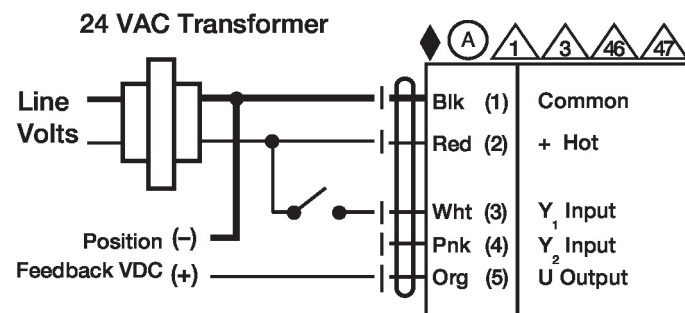 24 VAC Transformer
A 1 3 46 47
Line Volts
Blk (1) Common
Red (2) + Hot
Wht (3) Y1 Input
Position (–)
Pnk (4) Y2 Input
Feedback VDC (+)
Org (5) U Output